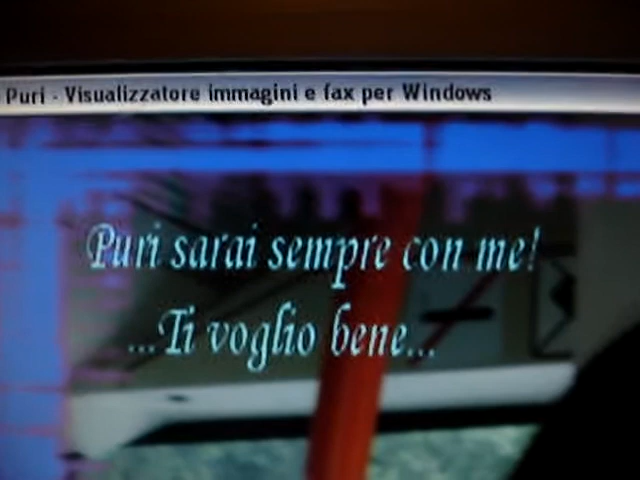 Puri - Visualizzatore immagini e fax per Windows
Puri sarai sempre con me!
...Ti voglio bene...